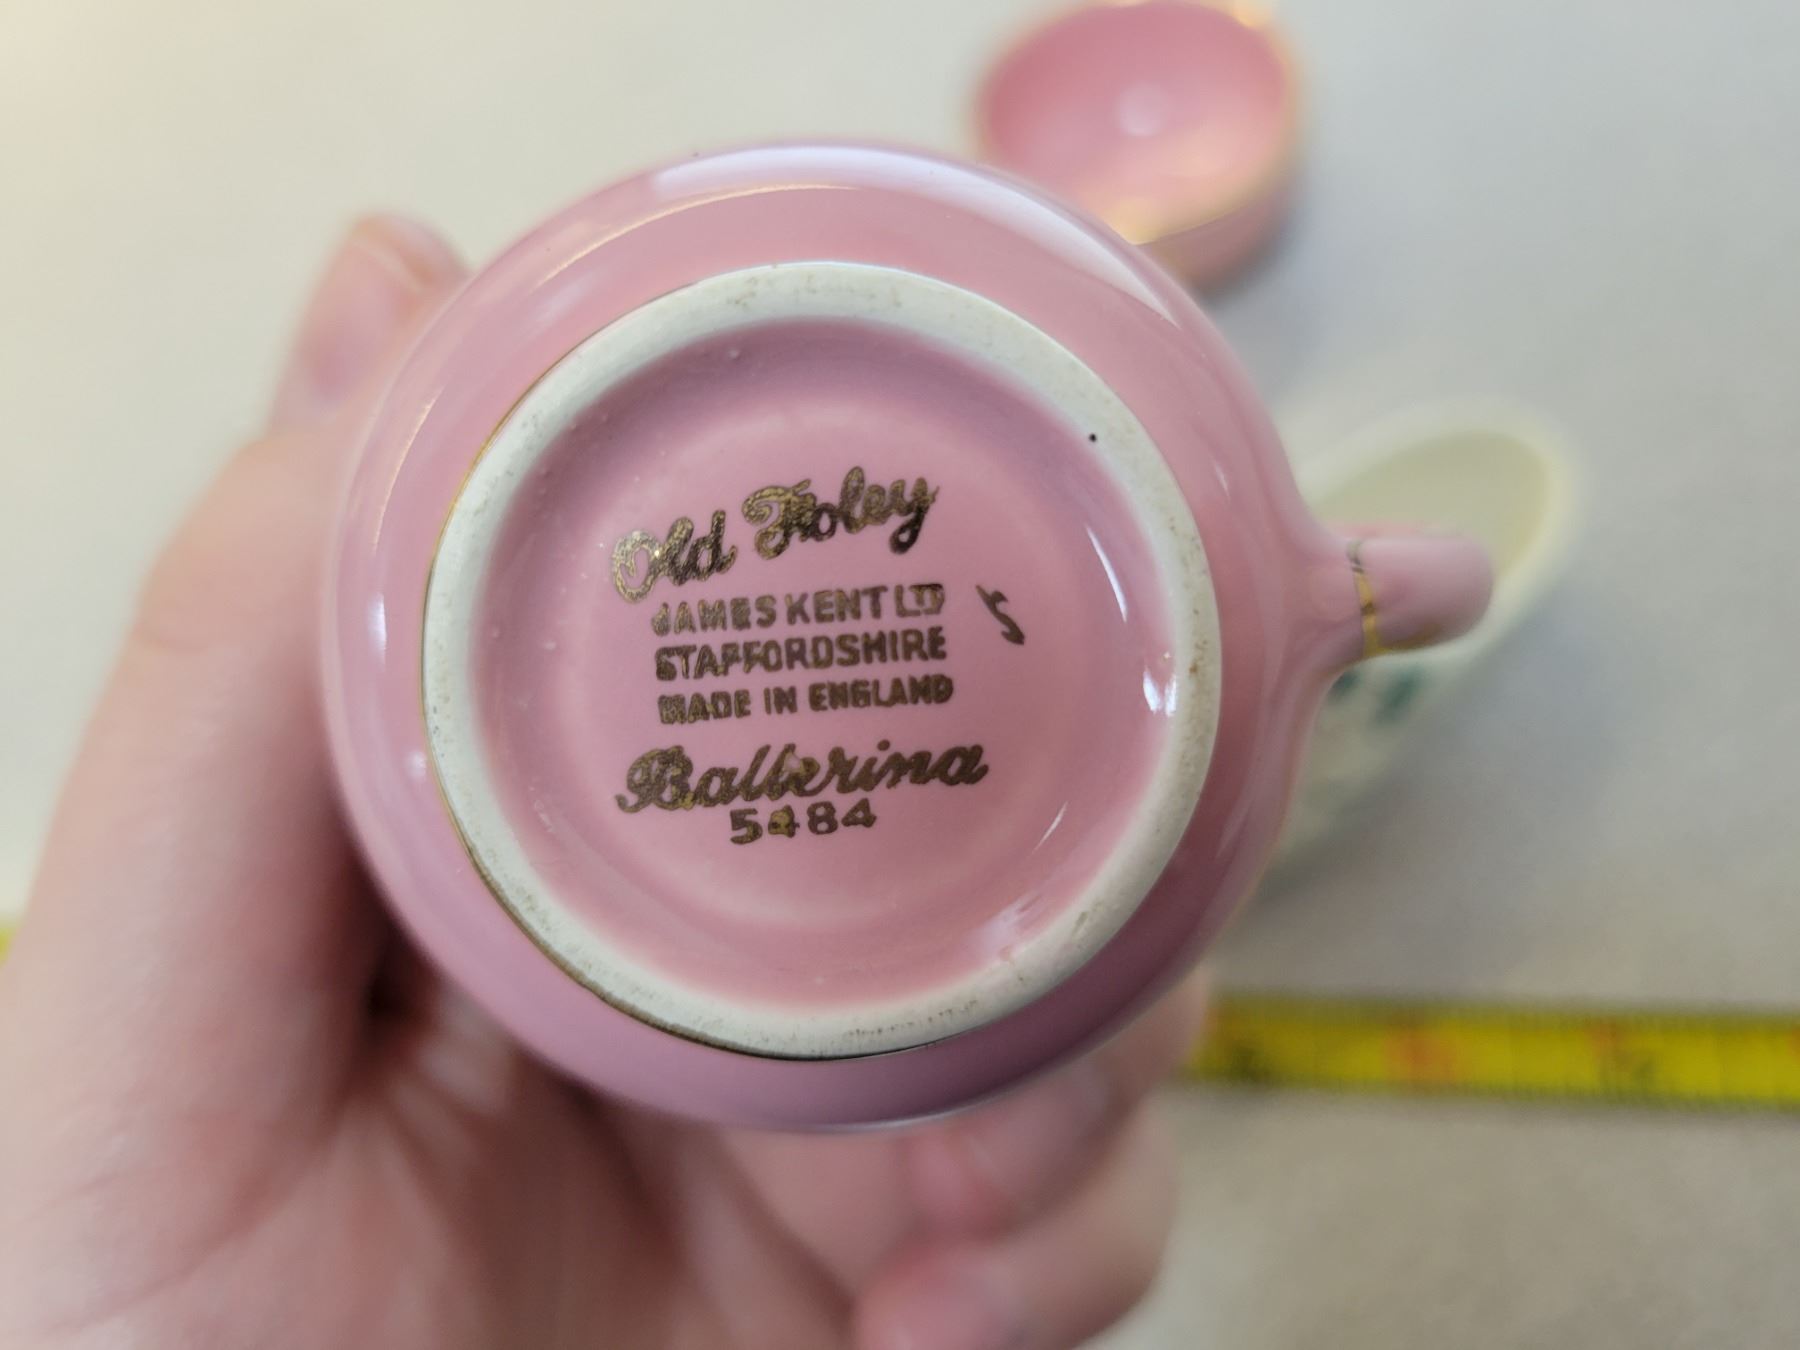 Old Foley
JAMES KENT LTD
STAFFORDSHIRE
MADE IN ENGLAND
Ballerina
5484